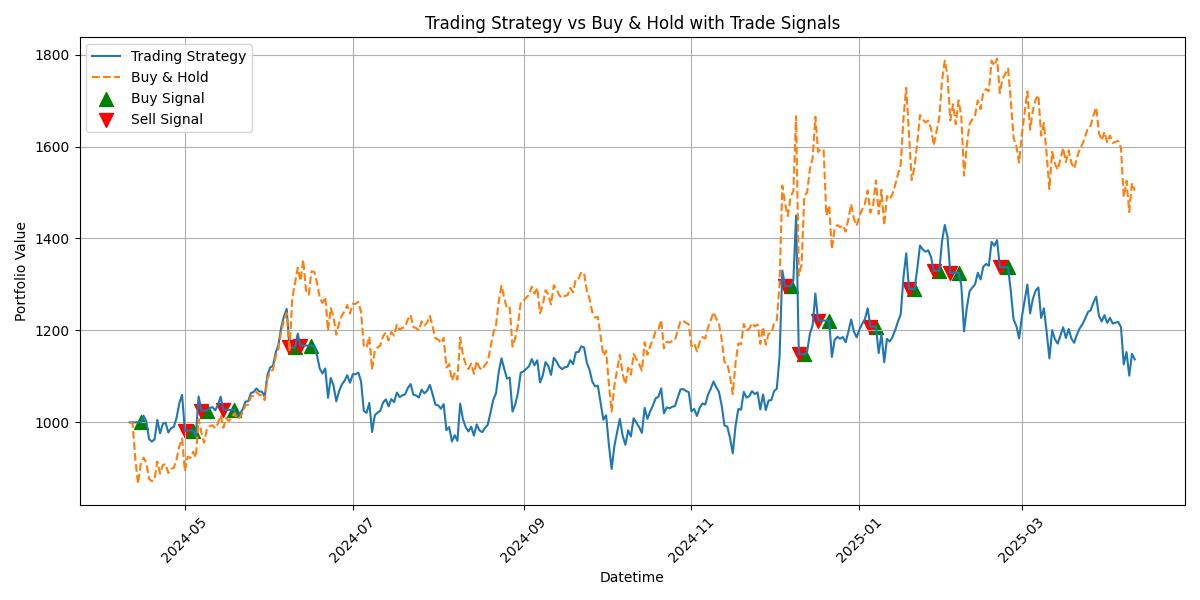 Trading Strategy vs Buy & Hold with Trade Signals
Trading Strategy
Buy & Hold
Buy Signal
Sell Signal
Portfolio Value
1800
1600
1400
1200
1000
2024-05
2024-07
2024-09
2024-11
2025-01
2025-03
Datetime